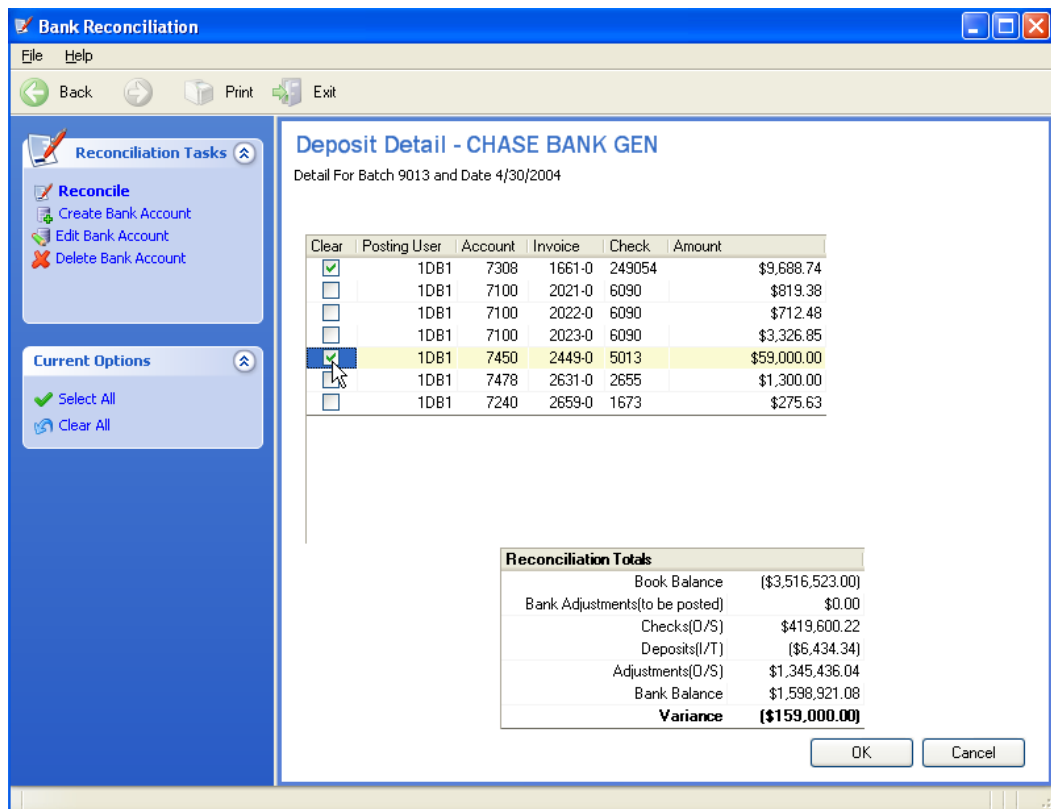 Bank Reconciliation
File Help
Back Print Exit
Reconciliation Tasks
Reconcile
Create Bank Account
Edit Bank Account
Delete Bank Account
Current Options
Select All
Clear All
Deposit Detail - CHASE BANK GEN
Detail For Batch 9013 and Date 4/30/2004
Clear Posting User Account Invoice Check Amount
1DB1 7308 1661-0 249054 $9,688.74
1DB1 7100 2021-0 6090 $819.38
1DB1 7100 2022-0 6090 $712.48
1DB1 7100 2023-0 6090 $3,326.85
1DB1 7450 2449-0 5013 $59,000.00
1DB1 7478 2631-0 2655 $1,300.00
1DB1 7240 2659-0 1673 $275.63
Reconciliation Totals
Book Balance ($3,516,523.00)
Bank Adjustments(to be posted) $0.00
Checks(O/S) $419,600.22
Deposits(I/T) ($6,434.34)
Adjustments(O/S) $1,345,436.04
Bank Balance $1,598,921.08
Variance ($159,000.00)
OK Cancel